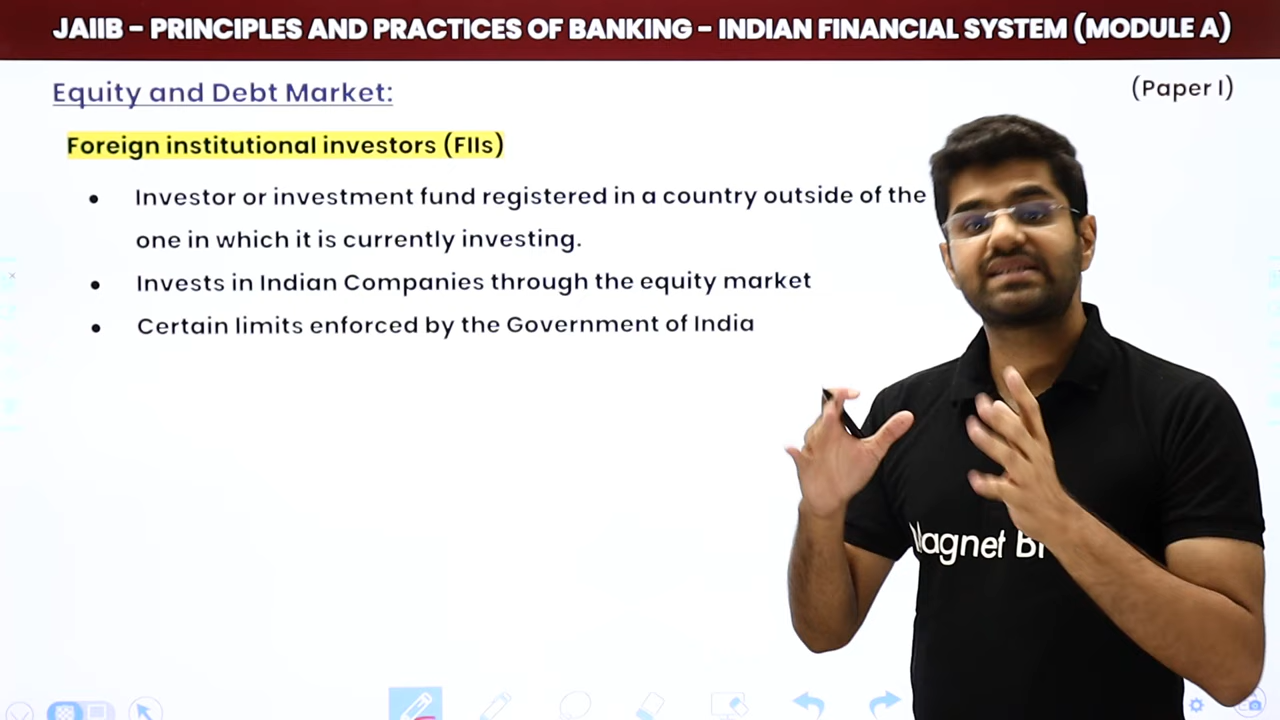 JAIIB – PRINCIPLES AND PRACTICES OF BANKING – INDIAN FINANCIAL SYSTEM (MODULE A)
Equity and Debt Market:
(Paper I)
Foreign institutional investors (FIIs)
• Investor or investment fund registered in a country outside of the
one in which it is currently investing.
• Invests in Indian Companies through the equity market
• Certain limits enforced by the Government of India